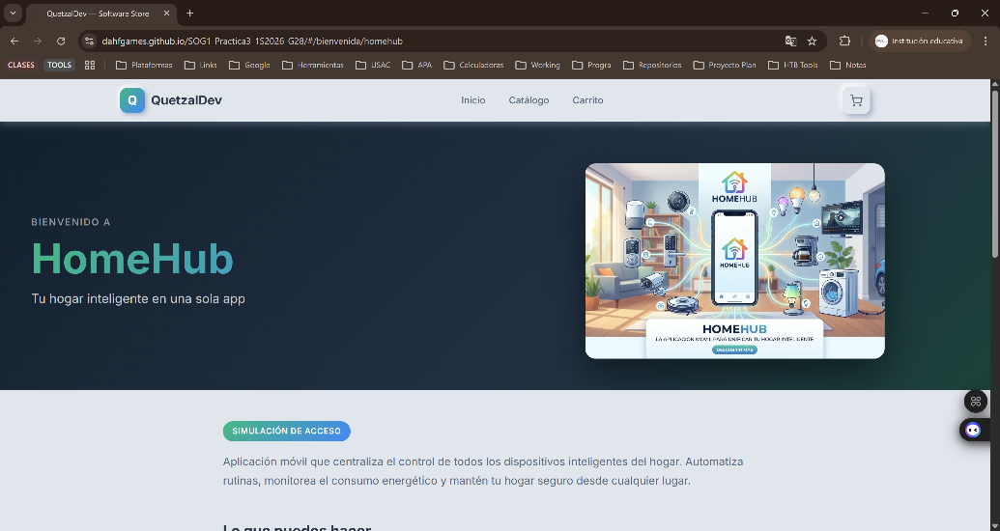 QuetzalDev — Software Store
dahfgames.github.io/SOG1_Practica3_1S2026_G28/#/bienvenida/homehub
Institución educativa
CLASES
TOOLS
Plataformas
Links
Google
Herramientas
USAC
APA
Calculadoras
Working
Progra
Repositorios
Proyecto Plan
HTB Tools
Notas
Q
QuetzalDev
Inicio
Catálogo
Carrito
BIENVENIDO A
HomeHub
Tu hogar inteligente en una sola app
HOMEHUB
HOMEHUB
HOMEHUB
LA APLICACIÓN MÓVIL PARA UNIFICAR TU HOGAR INTELIGENTE
DESCUBRIR MÁS
SIMULACIÓN DE ACCESO
Aplicación móvil que centraliza el control de todos los dispositivos inteligentes del hogar. Automatiza
rutinas, monitorea el consumo energético y mantén tu hogar seguro desde cualquier lugar.
Lo que puedes hacer